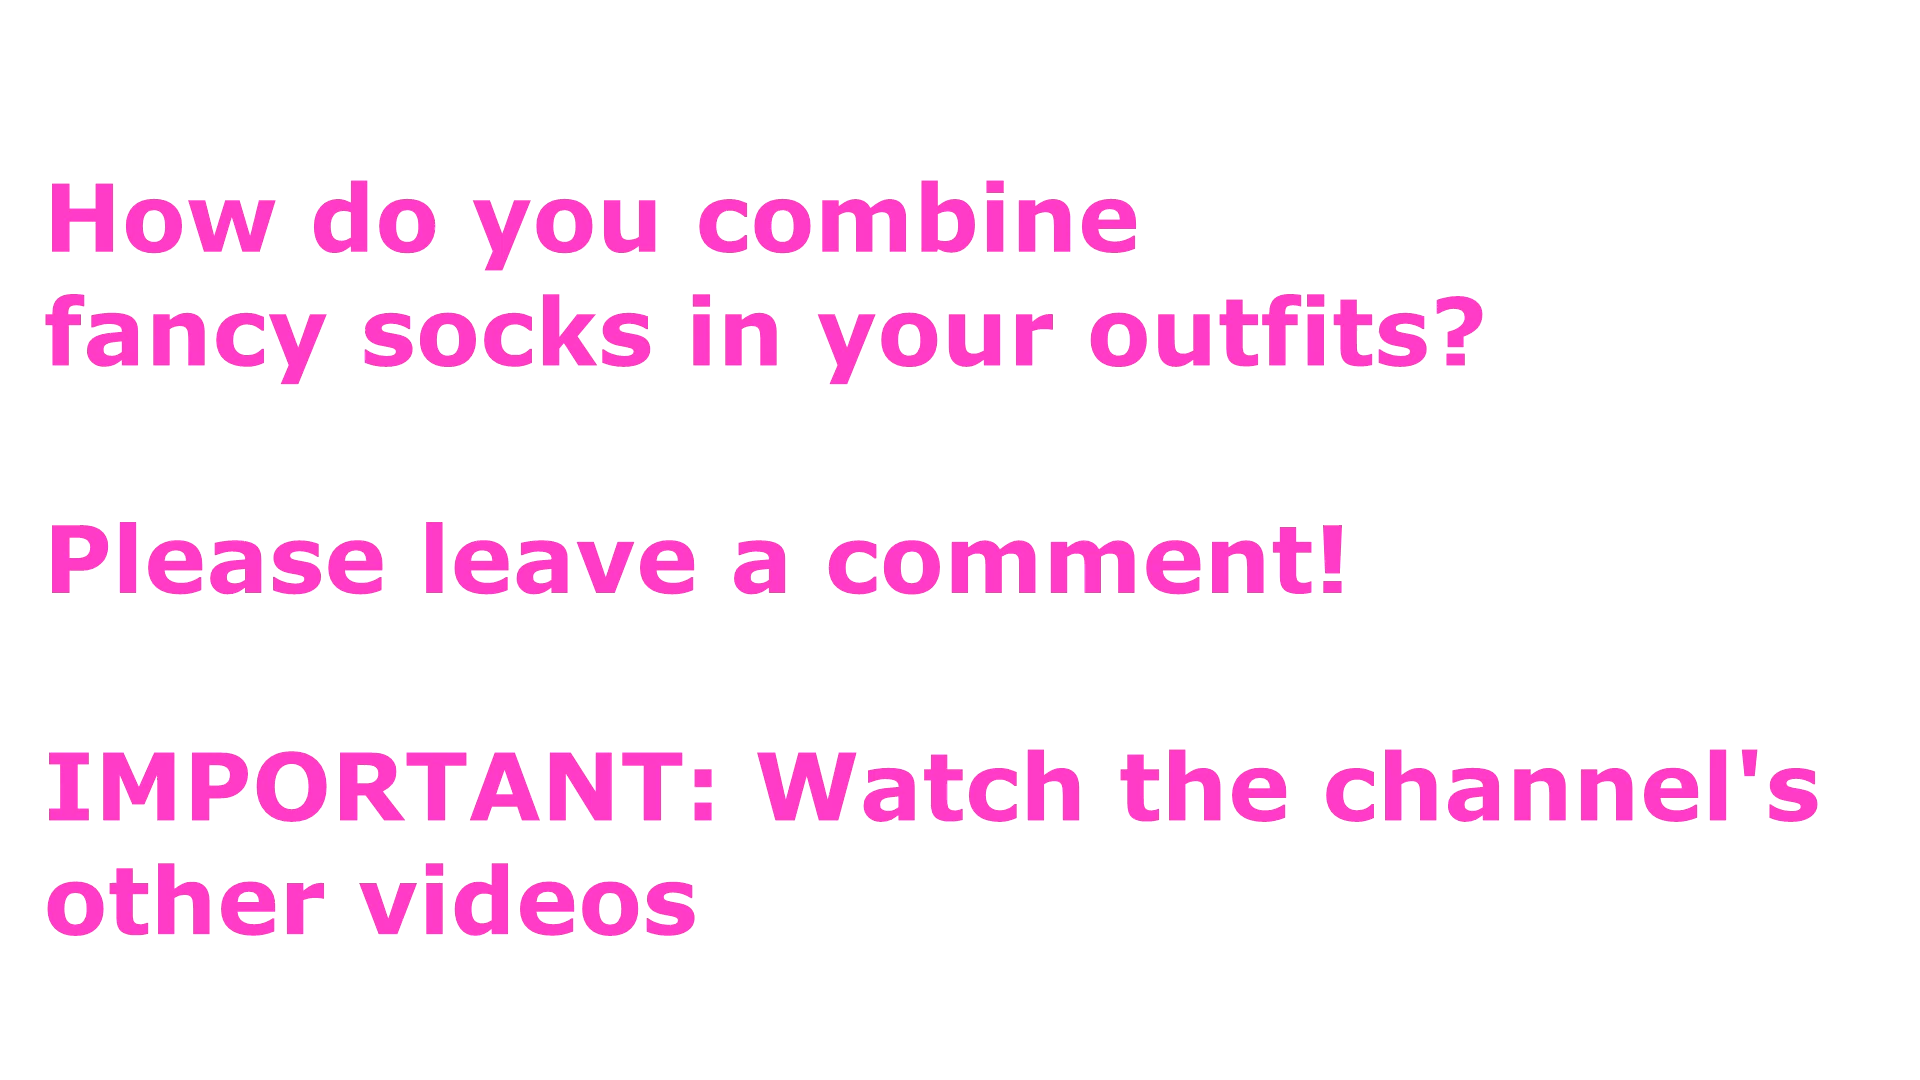 How do you combine
fancy socks in your outfits?
Please leave a comment!
IMPORTANT: Watch the channel's
other videos